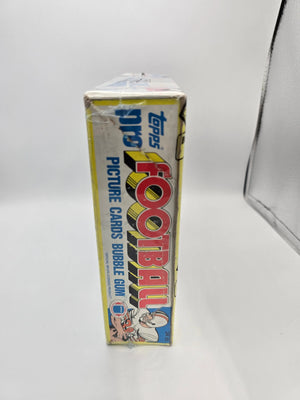 TOPPS
pro
FOOTBALL
PICTURE CARDS BUBBLE GUM